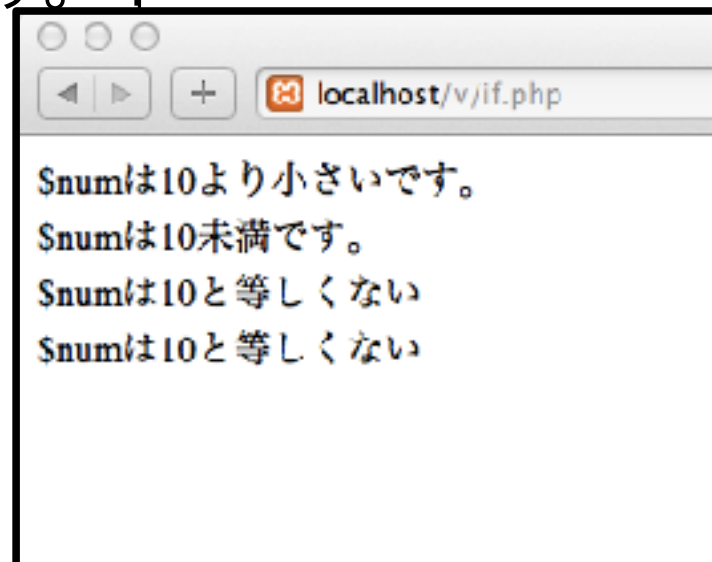 localhost/v/if.php
$numは10より小さいです。
$numは10未満です。
$numは10と等しくない
$numは10と等しくない